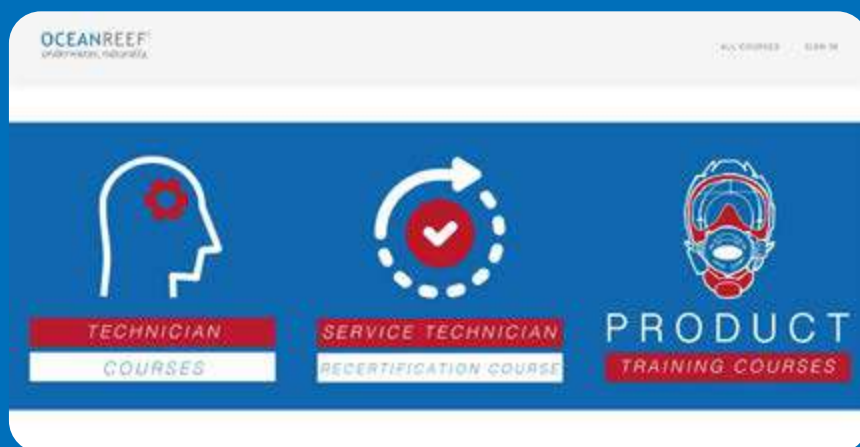 OCEANREEF
underwater, naturally.
ALL COURSES SIGN IN
TECHNICIAN
COURSES
SERVICE TECHNICIAN
RECERTIFICATION COURSE
PRODUCT
TRAINING COURSES